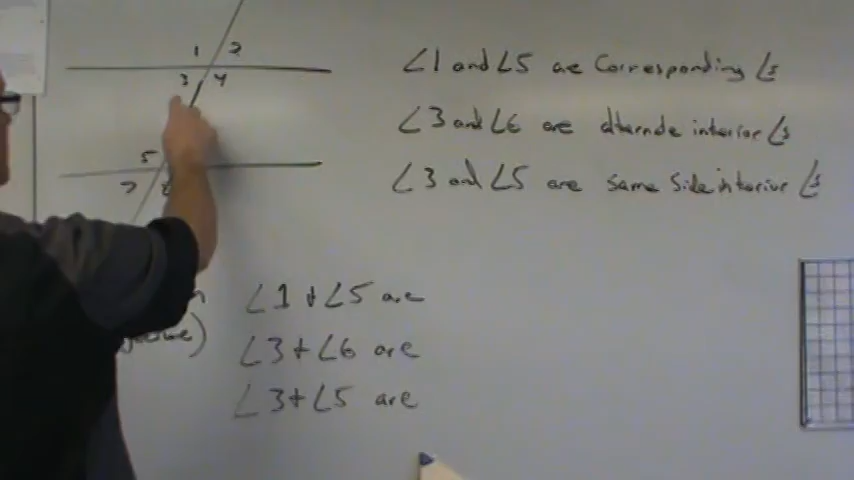 1 2
3 4
5
7
∠1 and ∠5 are Corresponding ∠s
∠3 and ∠6 are alternate interior ∠s
∠3 and ∠5 are Same Side interior ∠s
∠1 + ∠5 are
∠3 + ∠6 are
∠3 + ∠5 are